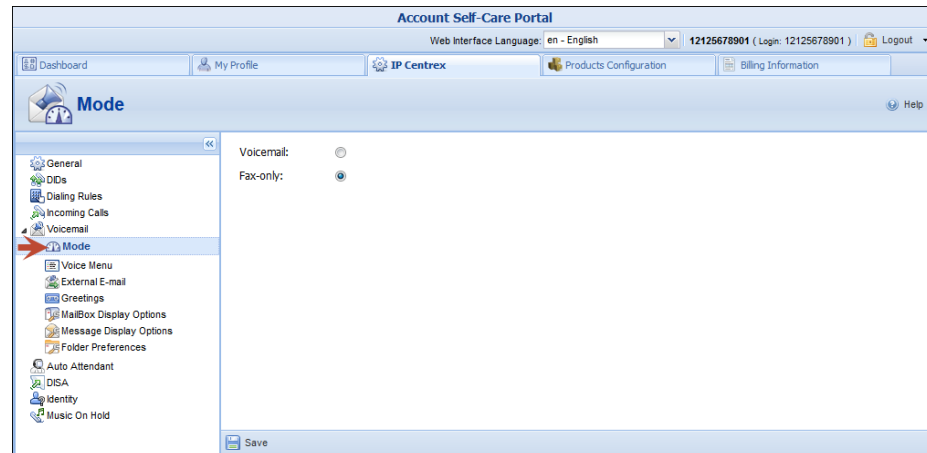 Account Self-Care Portal
Web Interface Language: en - English 12125678901 ( Login: 12125678901 ) Logout
Dashboard My Profile IP Centrex Products Configuration Billing Information
Mode
Help
Voicemail:
Fax-only:
General
DIDs
Dialing Rules
Incoming Calls
Voicemail
Mode
Voice Menu
External E-mail
Greetings
MailBox Display Options
Message Display Options
Folder Preferences
Auto Attendant
DISA
Identity
Music On Hold
Save